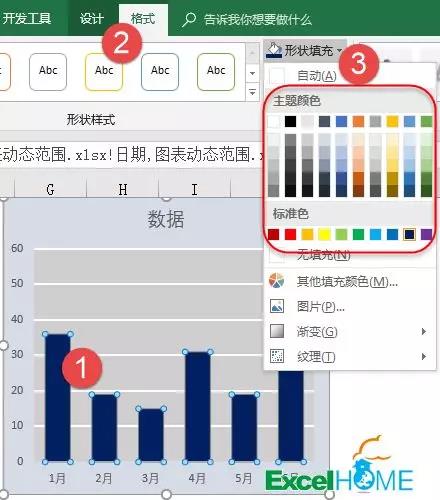 开发工具 设计 格式 告诉我你想要做什么
2
Abc Abc Abc Abc Abc
形状填充
3
自动(A)
主题颜色
形状样式
动态范围.xlsx!日期,图表动态范围.x
标准色
G H I J
无填充(N)
数据
其他填充颜色(M)...
图片(P)...
渐变(G)
纹理(T)
60
50
40
30
20
10
0
1
1月 2月 3月 4月 5月
ExcelHOME